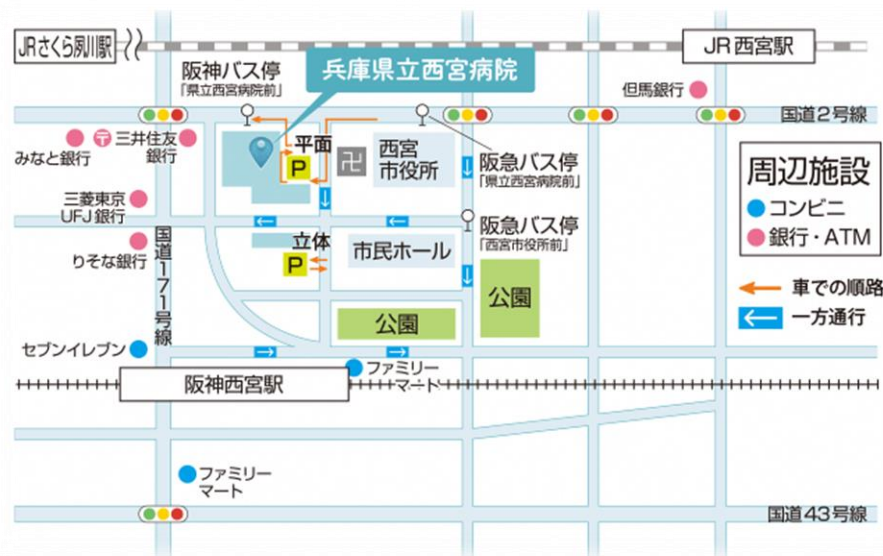 JRさくら夙川駅
JR西宮駅
阪神バス停
「県立西宮病院前」
兵庫県立西宮病院
但馬銀行
国道2号線
みなと銀行
〒
三井住友
銀行
平面
P
卍
西宮
市役所
阪急バス停
「県立西宮病院前」
周辺施設
コンビニ
銀行・ATM
三菱東京
UFJ銀行
阪急バス停
「西宮市役所前」
りそな銀行
国道171号線
立体
P
市民ホール
車での順路
一方通行
公園
公園
セブンイレブン
阪神西宮駅
ファミリー
マート
ファミリー
マート
国道43号線